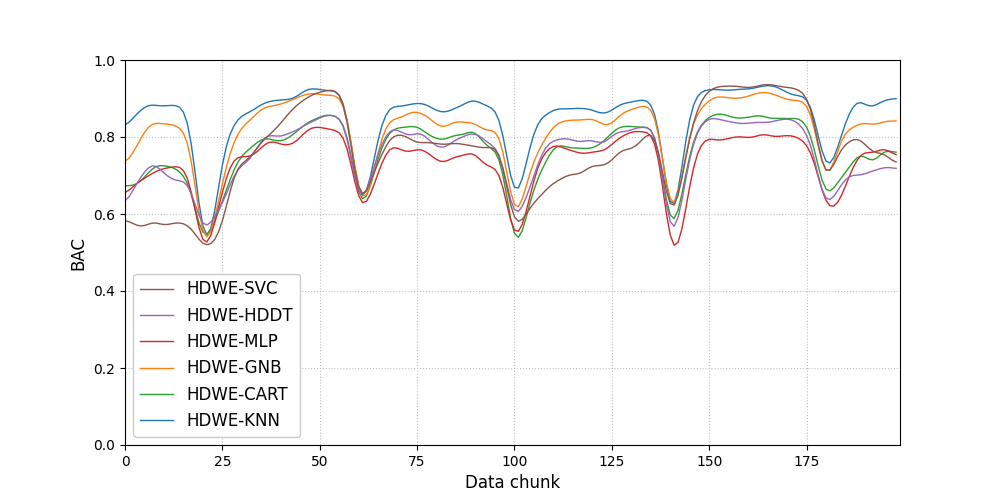 1.0
0.8
0.6
0.4
0.2
0.0
BAC
HDWE-SVC
HDWE-HDDT
HDWE-MLP
HDWE-GNB
HDWE-CART
HDWE-KNN
0 25 50 75 100 125 150 175
Data chunk